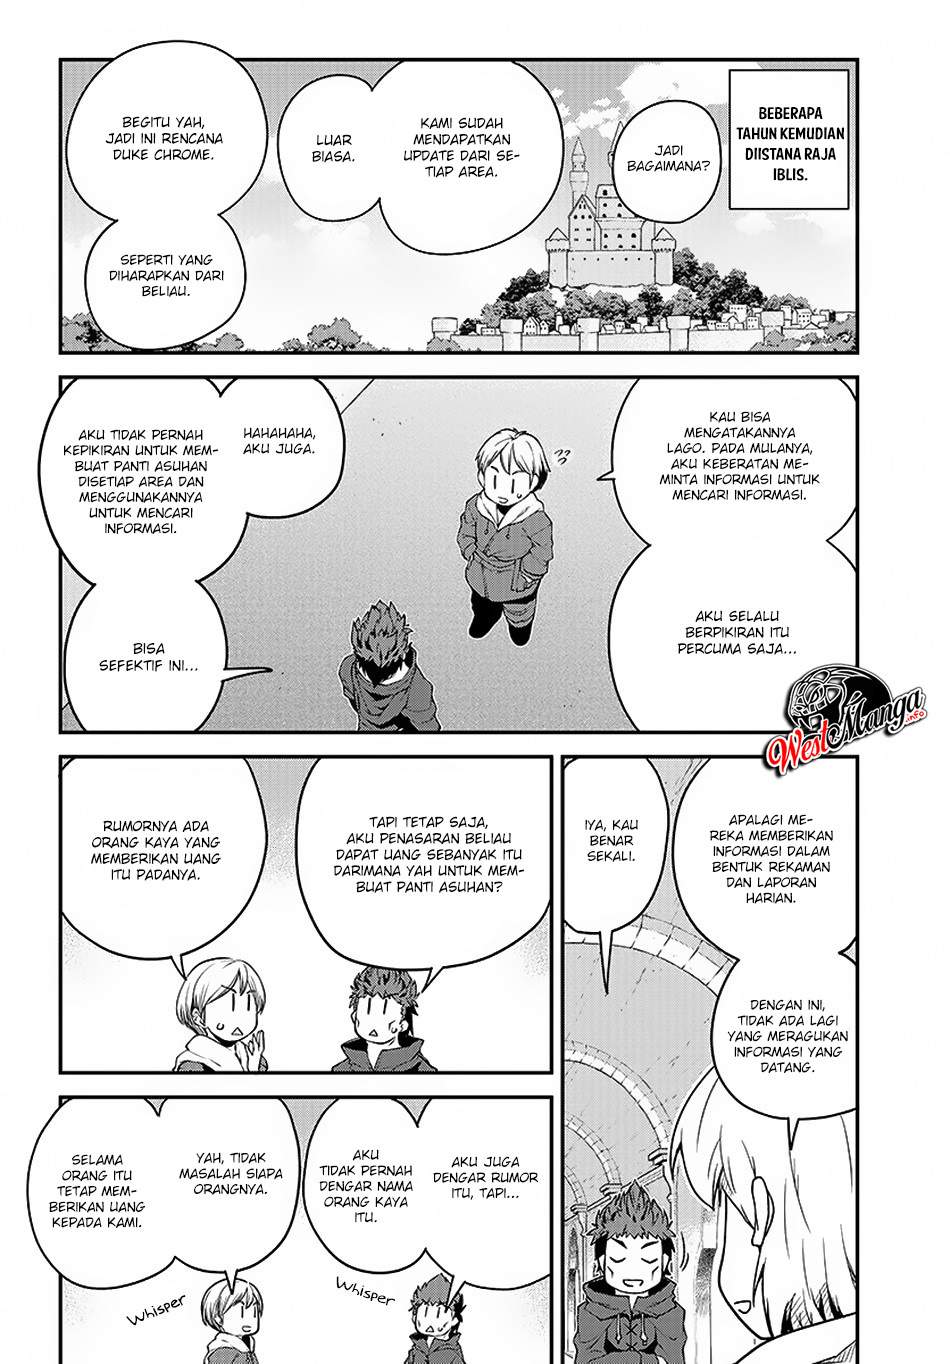 BEBERAPA
TAHUN KEMUDIAN
DIISTANA RAJA
IBLIS.
JADI
BAGAIMANA?
KAMI SUDAH
MENDAPATKAN
UPDATE DARI SE-
TIAP AREA.
LUAR
BIASA.
BEGITU YAH,
JADI INI RENCANA
DUKE CHROME.
SEPERTI YANG
DIHARAPKAN DARI
BELIAU.
KAU BISA
MENGATAKANNYA
LAGO. PADA MULANYA,
AKU KEBERATAN ME-
MINTA INFORMASI UNTUK
MENCARI INFORMASI.
AKU SELALU
BERPIKIRAN ITU
PERCUMA SAJA...
HAHAHAHA,
AKU JUGA.
AKU TIDAK PERNAH
KEPIKIRAN UNTUK MEM-
BUAT PANTI ASUHAN
DISETIAP AREA DAN
MENGGUNAKANNYA
UNTUK MENCARI
INFORMASI.
BISA
SEFEKTIF INI...
WestManga
.info
APALAGI ME-
REKA MEMBERIKAN
INFORMASI DALAM
BENTUK REKAMAN
DAN LAPORAN
HARIAN.
DENGAN INI,
TIDAK ADA LAGI
YANG MERAGUKAN
INFORMASI YANG
DATANG.
IYA, KAU
BENAR
SEKALI.
TAPI TETAP SAJA,
AKU PENASARAN BELIAU
DAPAT UANG SEBANYAK ITU
DARIMANA YAH UNTUK MEM-
BUAT PANTI ASUHAN?
RUMORNYA ADA
ORANG KAYA YANG
MEMBERIKAN UANG
ITU PADANYA.
AKU JUGA
DENGAR RUMOR
ITU, TAPI...
AKU
TIDAK PERNAH
DENGAR NAMA
ORANG KAYA
ITU.
Whisper
YAH, TIDAK
MASALAH SIAPA
ORANGNYA.
SELAMA
ORANG ITU
TETAP MEM-
BERIKAN UANG
KEPADA KAMI.
Whisper